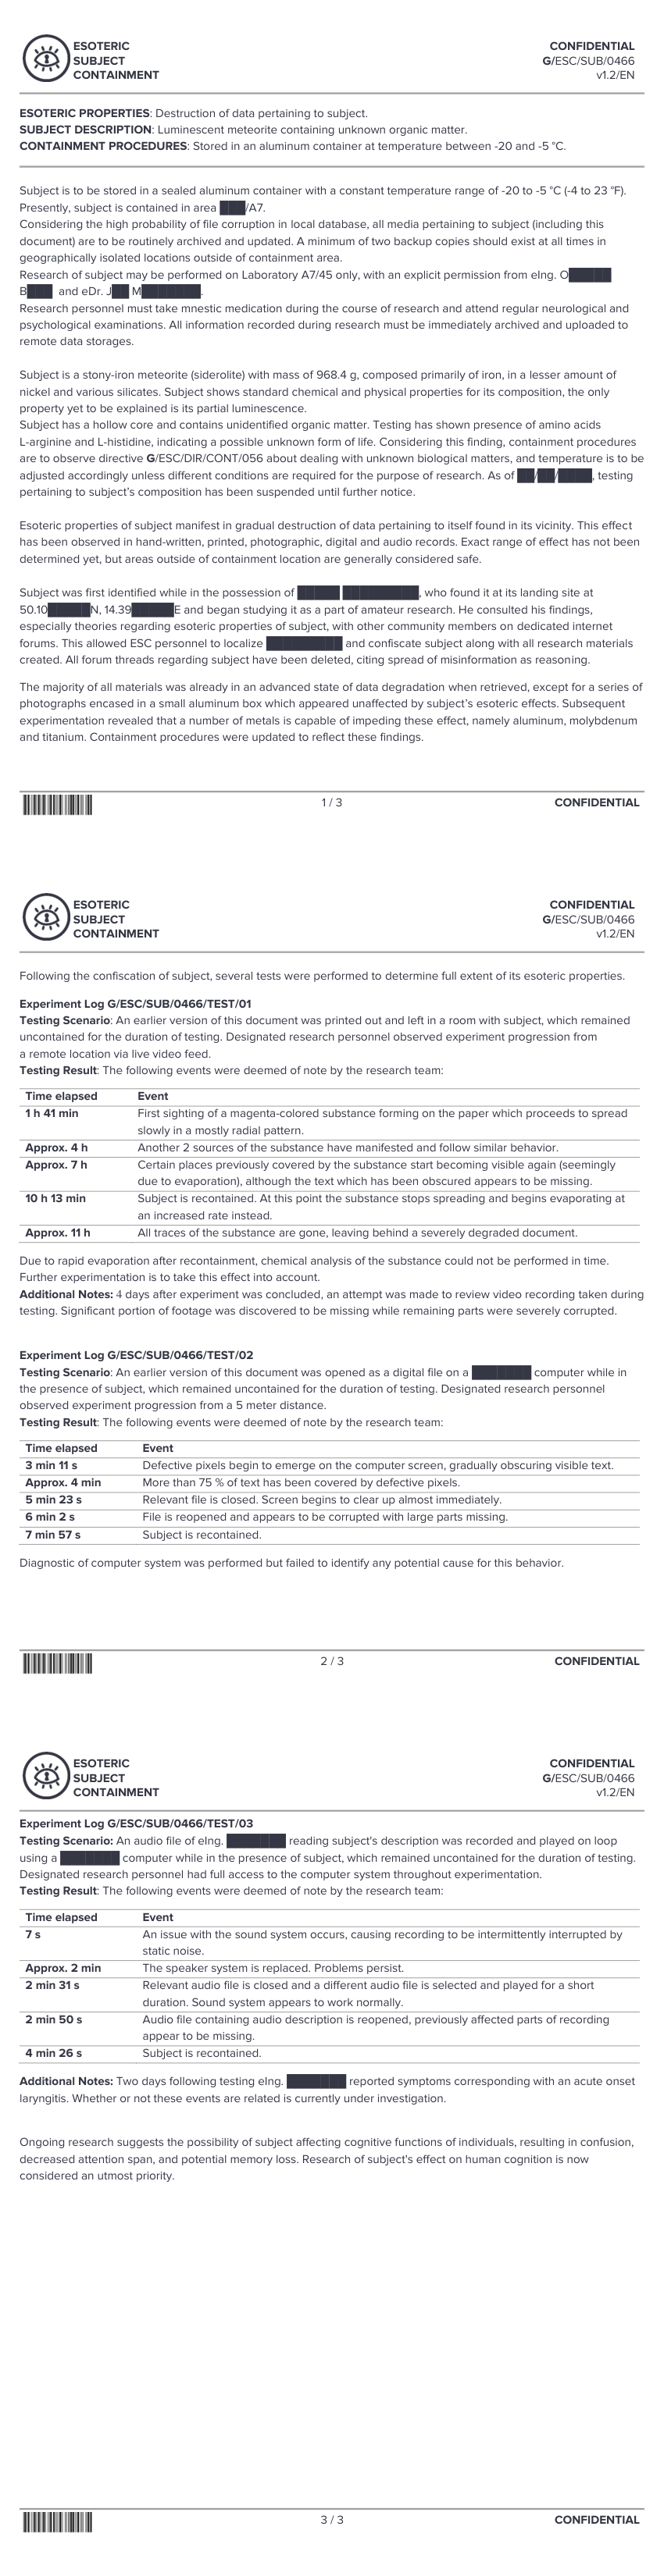 ESOTERIC
SUBJECT
CONTAINMENT
CONFIDENTIAL
G/ESC/SUB/0466
v1.2/EN
ESOTERIC PROPERTIES: Destruction of data pertaining to subject.
SUBJECT DESCRIPTION: Luminescent meteorite containing unknown organic matter.
CONTAINMENT PROCEDURES: Stored in an aluminum container at temperature between -20 and -5 °C.
Subject is to be stored in a sealed aluminum container with a constant temperature range of -20 to -5 °C (-4 to 23 °F).
Presently, subject is contained in area ███/A7.
Considering the high probability of file corruption in local database, all media pertaining to subject (including this
document) are to be routinely archived and updated. A minimum of two backup copies should exist at all times in
geographically isolated locations outside of containment area.
Research of subject may be performed on Laboratory A7/45 only, with an explicit permission from eIng. O█████
B███ and eDr. J██ M███████.
Research personnel must take mnestic medication during the course of research and attend regular neurological and
psychological examinations. All information recorded during research must be immediately archived and uploaded to
remote data storages.
Subject is a stony-iron meteorite (siderolite) with mass of 968.4 g, composed primarily of iron, in a lesser amount of
nickel and various silicates. Subject shows standard chemical and physical properties for its composition, the only
property yet to be explained is its partial luminescence.
Subject has a hollow core and contains unidentified organic matter. Testing has shown presence of amino acids
L-arginine and L-histidine, indicating a possible unknown form of life. Considering this finding, containment procedures
are to observe directive G/ESC/DIR/CONT/056 about dealing with unknown biological matters, and temperature is to be
adjusted accordingly unless different conditions are required for the purpose of research. As of ██/██/████, testing
pertaining to subject's composition has been suspended until further notice.
Esoteric properties of subject manifest in gradual destruction of data pertaining to itself found in its vicinity. This effect
has been observed in hand-written, printed, photographic, digital and audio records. Exact range of effect has not been
determined yet, but areas outside of containment location are generally considered safe.
Subject was first identified while in the possession of █████ █████████, who found it at its landing site at
50.10█████N, 14.39█████E and began studying it as a part of amateur research. He consulted his findings,
especially theories regarding esoteric properties of subject, with other community members on dedicated internet
forums. This allowed ESC personnel to localize █████████ and confiscate subject along with all research materials
created. All forum threads regarding subject have been deleted, citing spread of misinformation as reasoning.
The majority of all materials was already in an advanced state of data degradation when retrieved, except for a series of
photographs encased in a small aluminum box which appeared unaffected by subject's esoteric effects. Subsequent
experimentation revealed that a number of metals is capable of impeding these effect, namely aluminum, molybdenum
and titanium. Containment procedures were updated to reflect these findings.
1 / 3
CONFIDENTIAL
ESOTERIC
SUBJECT
CONTAINMENT
CONFIDENTIAL
G/ESC/SUB/0466
v1.2/EN
Following the confiscation of subject, several tests were performed to determine full extent of its esoteric properties.
Experiment Log G/ESC/SUB/0466/TEST/01
Testing Scenario: An earlier version of this document was printed out and left in a room with subject, which remained
uncontained for the duration of testing. Designated research personnel observed experiment progression from
a remote location via live video feed.
Testing Result: The following events were deemed of note by the research team:
Time elapsed Event
1 h 41 min First sighting of a magenta-colored substance forming on the paper which proceeds to spread
slowly in a mostly radial pattern.
Approx. 4 h Another 2 sources of the substance have manifested and follow similar behavior.
Approx. 7 h Certain places previously covered by the substance start becoming visible again (seemingly
due to evaporation), although the text which has been obscured appears to be missing.
10 h 13 min Subject is recontained. At this point the substance stops spreading and begins evaporating at
an increased rate instead.
Approx. 11 h All traces of the substance are gone, leaving behind a severely degraded document.
Due to rapid evaporation after recontainment, chemical analysis of the substance could not be performed in time.
Further experimentation is to take this effect into account.
Additional Notes: 4 days after experiment was concluded, an attempt was made to review video recording taken during
testing. Significant portion of footage was discovered to be missing while remaining parts were severely corrupted.
Experiment Log G/ESC/SUB/0466/TEST/02
Testing Scenario: An earlier version of this document was opened as a digital file on a ███████ computer while in
the presence of subject, which remained uncontained for the duration of testing. Designated research personnel
observed experiment progression from a 5 meter distance.
Testing Result: The following events were deemed of note by the research team:
Time elapsed Event
3 min 11 s Defective pixels begin to emerge on the computer screen, gradually obscuring visible text.
Approx. 4 min More than 75 % of text has been covered by defective pixels.
5 min 23 s Relevant file is closed. Screen begins to clear up almost immediately.
6 min 2 s File is reopened and appears to be corrupted with large parts missing.
7 min 57 s Subject is recontained.
Diagnostic of computer system was performed but failed to identify any potential cause for this behavior.
2 / 3
CONFIDENTIAL
ESOTERIC
SUBJECT
CONTAINMENT
CONFIDENTIAL
G/ESC/SUB/0466
v1.2/EN
Experiment Log G/ESC/SUB/0466/TEST/03
Testing Scenario: An audio file of eIng. ███████ reading subject's description was recorded and played on loop
using a ███████ computer while in the presence of subject, which remained uncontained for the duration of testing.
Designated research personnel had full access to the computer system throughout experimentation.
Testing Result: The following events were deemed of note by the research team:
Time elapsed Event
7 s An issue with the sound system occurs, causing recording to be intermittently interrupted by
static noise.
Approx. 2 min The speaker system is replaced. Problems persist.
2 min 31 s Relevant audio file is closed and a different audio file is selected and played for a short
duration. Sound system appears to work normally.
2 min 50 s Audio file containing audio description is reopened, previously affected parts of recording
appear to be missing.
4 min 26 s Subject is recontained.
Additional Notes: Two days following testing eIng. ███████ reported symptoms corresponding with an acute onset
laryngitis. Whether or not these events are related is currently under investigation.
Ongoing research suggests the possibility of subject affecting cognitive functions of individuals, resulting in confusion,
decreased attention span, and potential memory loss. Research of subject's effect on human cognition is now
considered an utmost priority.
3 / 3
CONFIDENTIAL